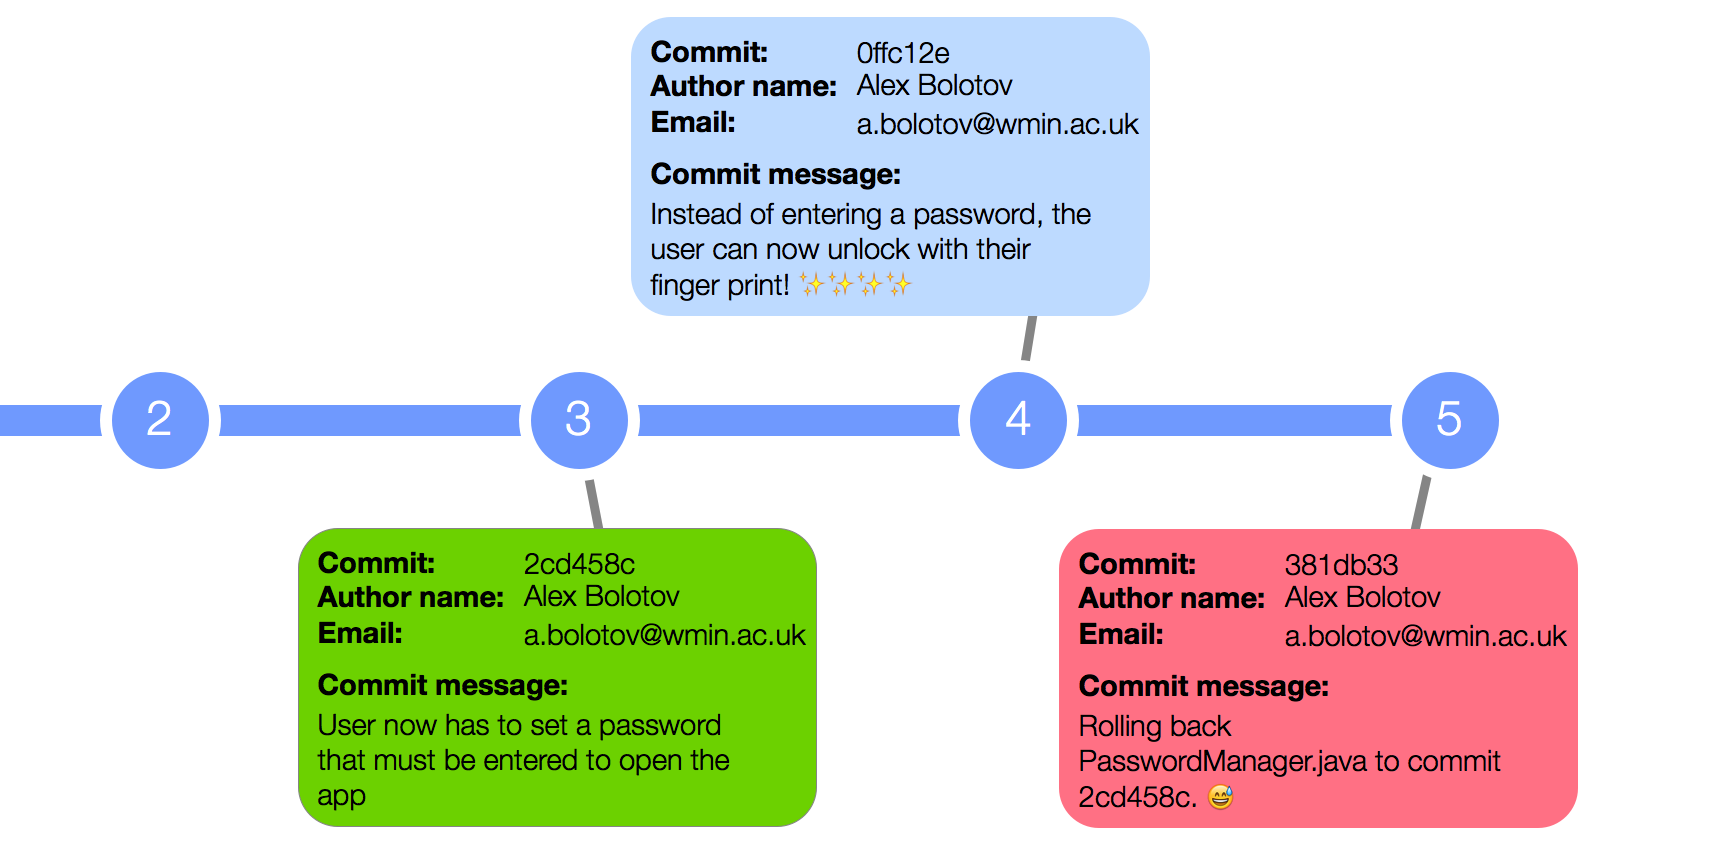 Commit: 0ffc12e
Author name: Alex Bolotov
Email: a.bolotov@wmin.ac.uk
Commit message:
Instead of entering a password, the
user can now unlock with their
finger print! ✨✨✨✨
2
3
4
5
Commit: 2cd458c
Author name: Alex Bolotov
Email: a.bolotov@wmin.ac.uk
Commit message:
User now has to set a password
that must be entered to open the
app
Commit: 381db33
Author name: Alex Bolotov
Email: a.bolotov@wmin.ac.uk
Commit message:
Rolling back
PasswordManager.java to commit
2cd458c. 😅